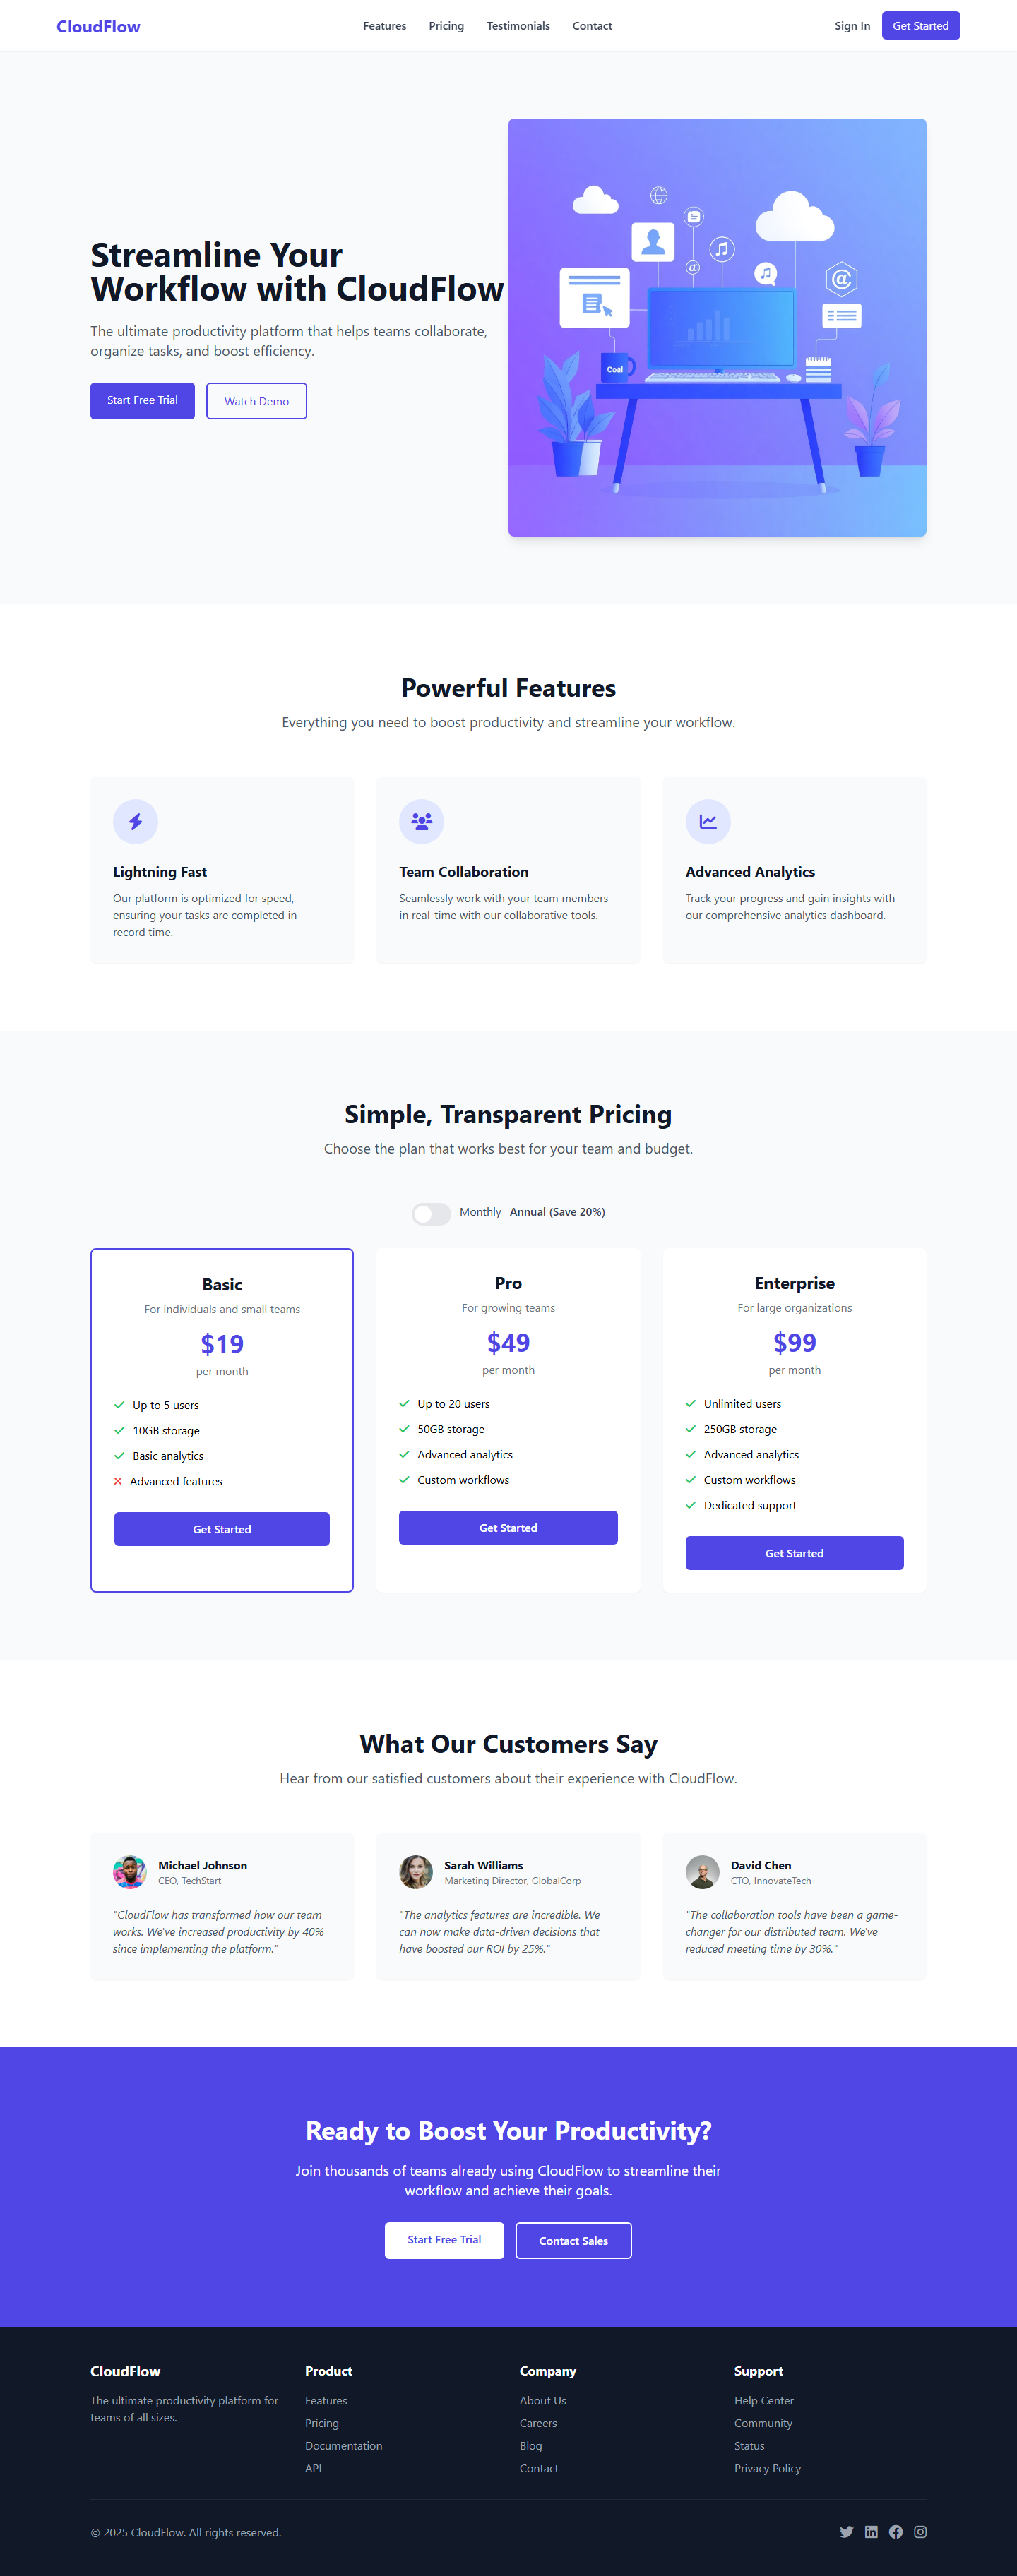 CloudFlow
Features
Pricing
Testimonials
Contact
Sign In
Get Started
Streamline Your
Workflow with CloudFlow
The ultimate productivity platform that helps teams collaborate,
organize tasks, and boost efficiency.
Start Free Trial
Watch Demo
Coal
Powerful Features
Everything you need to boost productivity and streamline your workflow.
Lightning Fast
Our platform is optimized for speed,
ensuring your tasks are completed in
record time.
Team Collaboration
Seamlessly work with your team members
in real-time with our collaborative tools.
Advanced Analytics
Track your progress and gain insights with
our comprehensive analytics dashboard.
Simple, Transparent Pricing
Choose the plan that works best for your team and budget.
Monthly
Annual (Save 20%)
Basic
For individuals and small teams
$19
per month
Up to 5 users
10GB storage
Basic analytics
Advanced features
Get Started
Pro
For growing teams
$49
per month
Up to 20 users
50GB storage
Advanced analytics
Custom workflows
Get Started
Enterprise
For large organizations
$99
per month
Unlimited users
250GB storage
Advanced analytics
Custom workflows
Dedicated support
Get Started
What Our Customers Say
Hear from our satisfied customers about their experience with CloudFlow.
Michael Johnson
CEO, TechStart
"CloudFlow has transformed how our team
works. We've increased productivity by 40%
since implementing the platform."
Sarah Williams
Marketing Director, GlobalCorp
"The analytics features are incredible. We
can now make data-driven decisions that
have boosted our ROI by 25%."
David Chen
CTO, InnovateTech
"The collaboration tools have been a game-
changer for our distributed team. We've
reduced meeting time by 30%."
Ready to Boost Your Productivity?
Join thousands of teams already using CloudFlow to streamline their
workflow and achieve their goals.
Start Free Trial
Contact Sales
CloudFlow
The ultimate productivity platform for
teams of all sizes.
Product
Features
Pricing
Documentation
API
Company
About Us
Careers
Blog
Contact
Support
Help Center
Community
Status
Privacy Policy
© 2025 CloudFlow. All rights reserved.